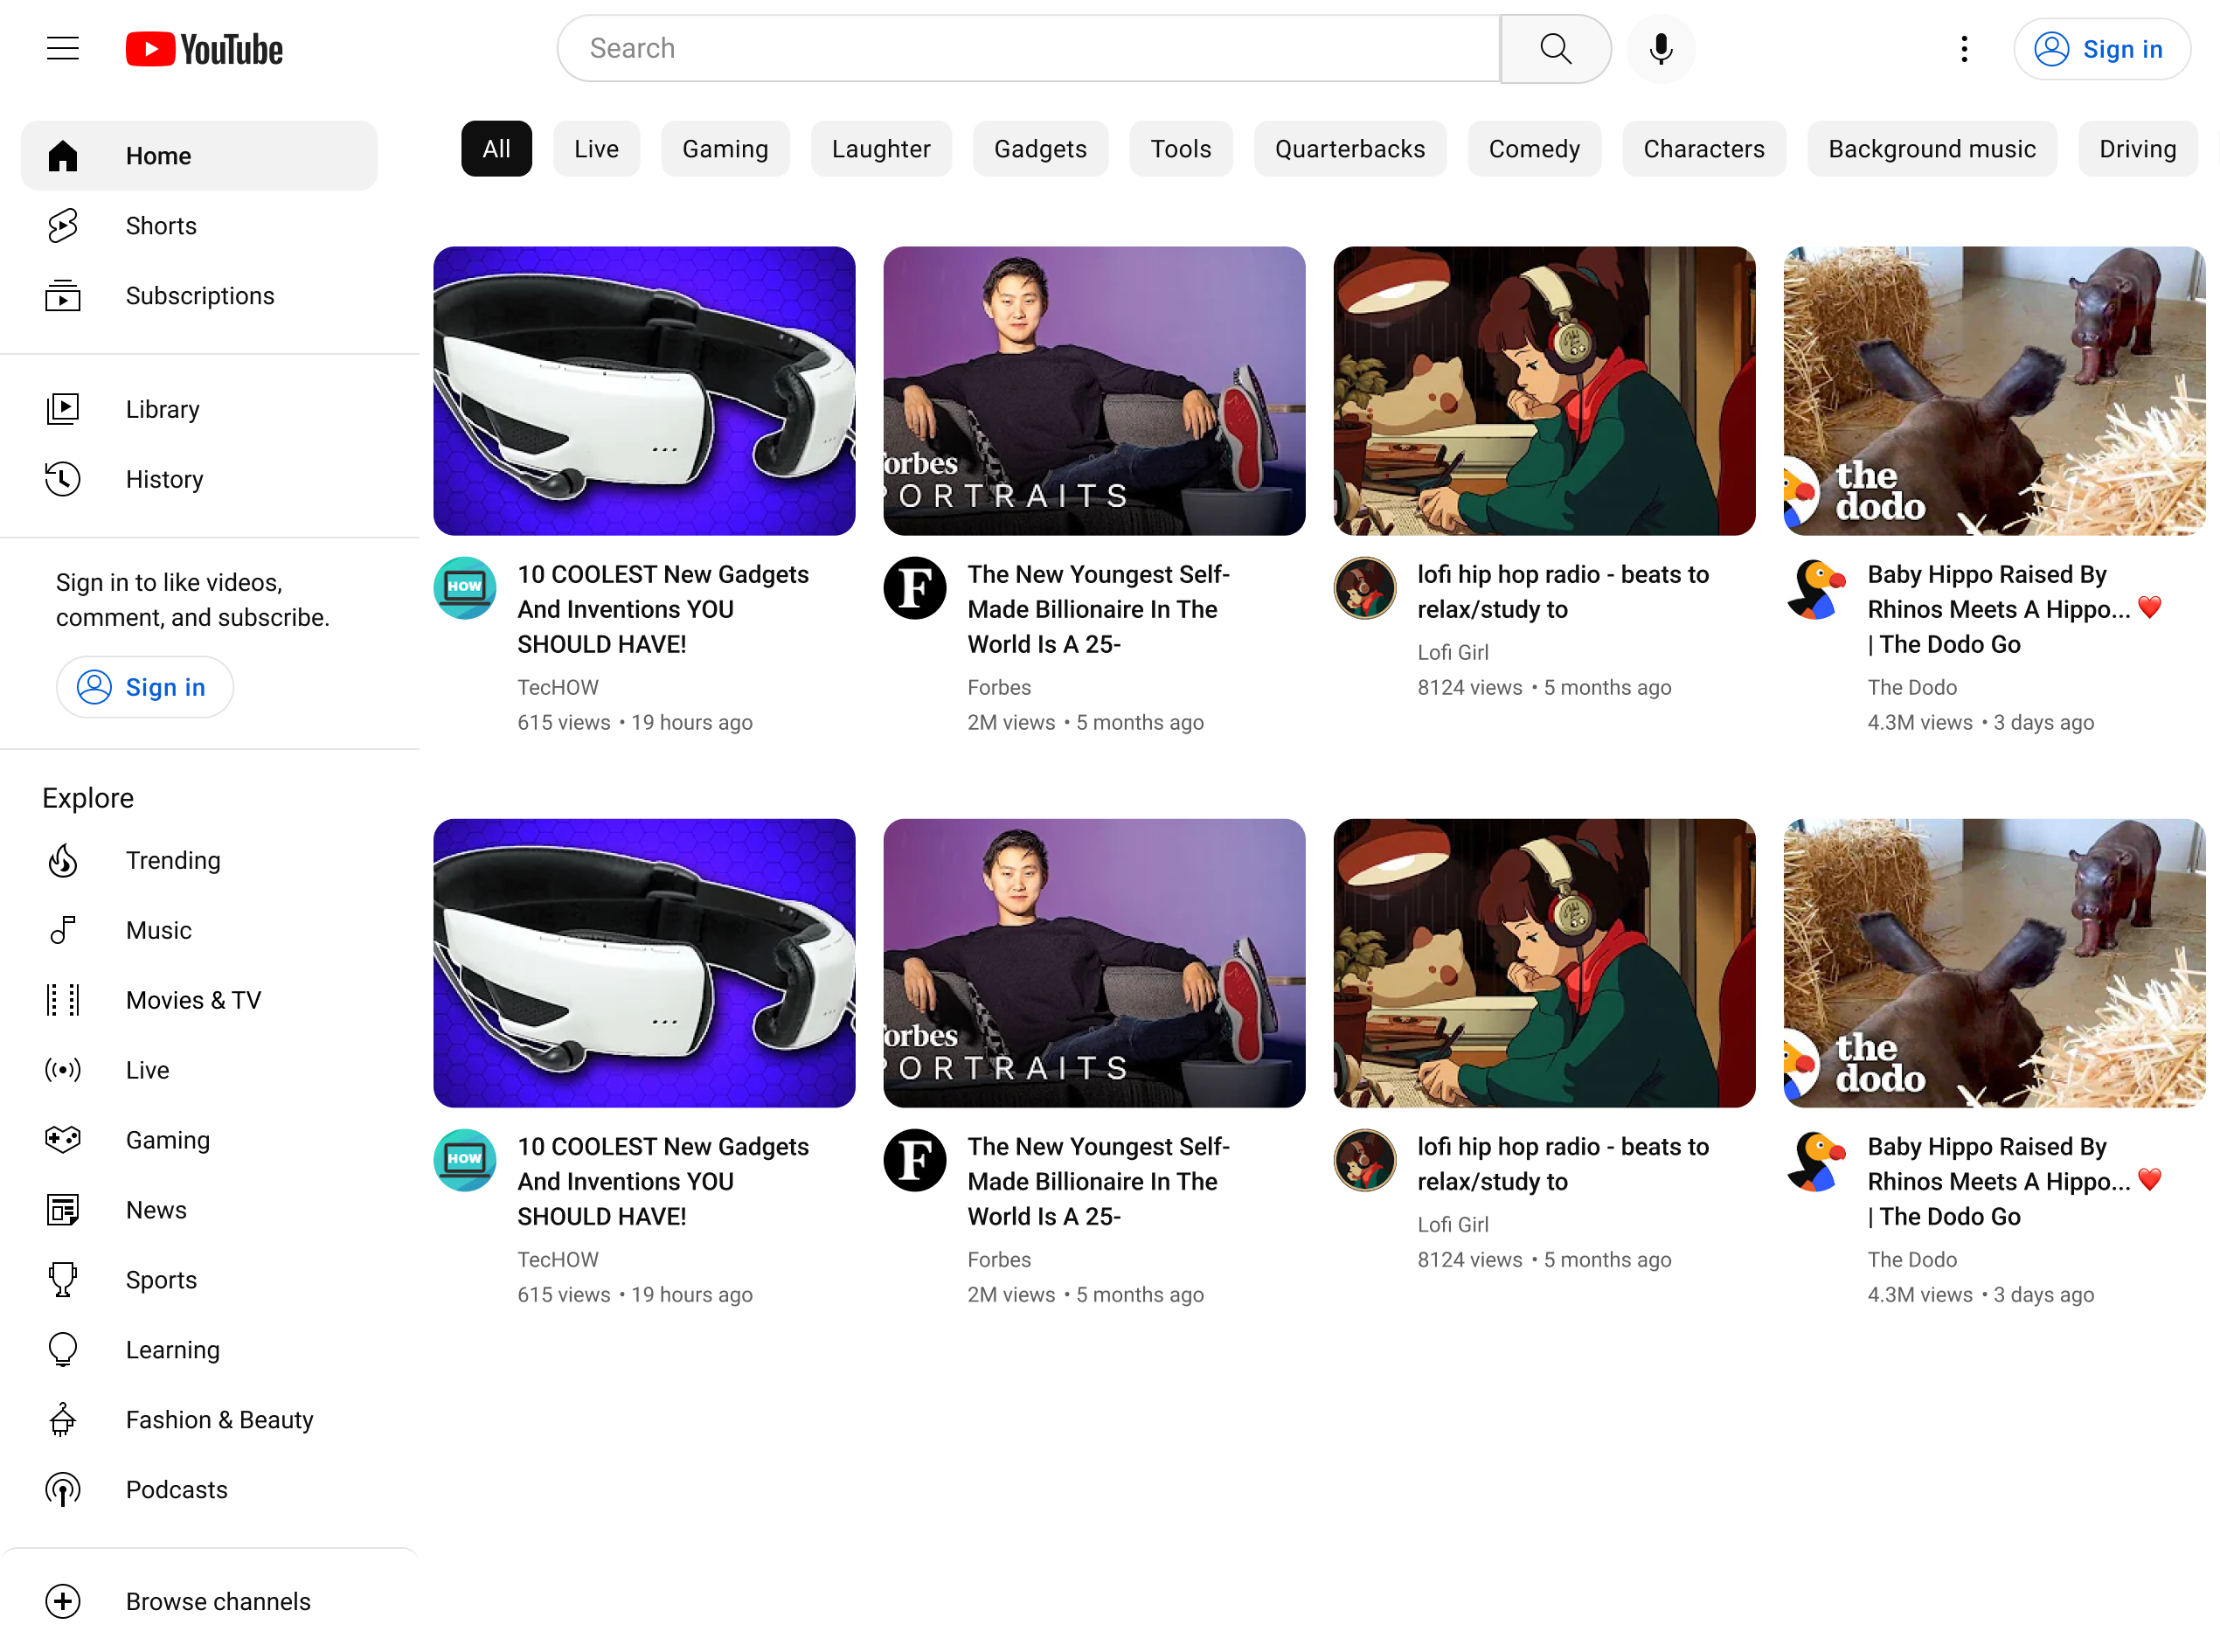 YouTube
Search
Sign in
Home
Shorts
Subscriptions
Library
History
Sign in to like videos,
comment, and subscribe.
Sign in
Explore
Trending
Music
Movies & TV
Live
Gaming
News
Sports
Learning
Fashion & Beauty
Podcasts
Browse channels
All
Live
Gaming
Laughter
Gadgets
Tools
Quarterbacks
Comedy
Characters
Background music
Driving
HOW
10 COOLEST New Gadgets
And Inventions YOU
SHOULD HAVE!
TecHOW
615 views • 19 hours ago
orbes
PORTRAITS
F
The New Youngest Self-
Made Billionaire In The
World Is A 25-
Forbes
2M views • 5 months ago
lofi hip hop radio - beats to
relax/study to
Lofi Girl
8124 views • 5 months ago
the
dodo
Baby Hippo Raised By
Rhinos Meets A Hippo... ❤️
| The Dodo Go
The Dodo
4.3M views • 3 days ago
HOW
10 COOLEST New Gadgets
And Inventions YOU
SHOULD HAVE!
TecHOW
615 views • 19 hours ago
orbes
PORTRAITS
F
The New Youngest Self-
Made Billionaire In The
World Is A 25-
Forbes
2M views • 5 months ago
lofi hip hop radio - beats to
relax/study to
Lofi Girl
8124 views • 5 months ago
the
dodo
Baby Hippo Raised By
Rhinos Meets A Hippo... ❤️
| The Dodo Go
The Dodo
4.3M views • 3 days ago